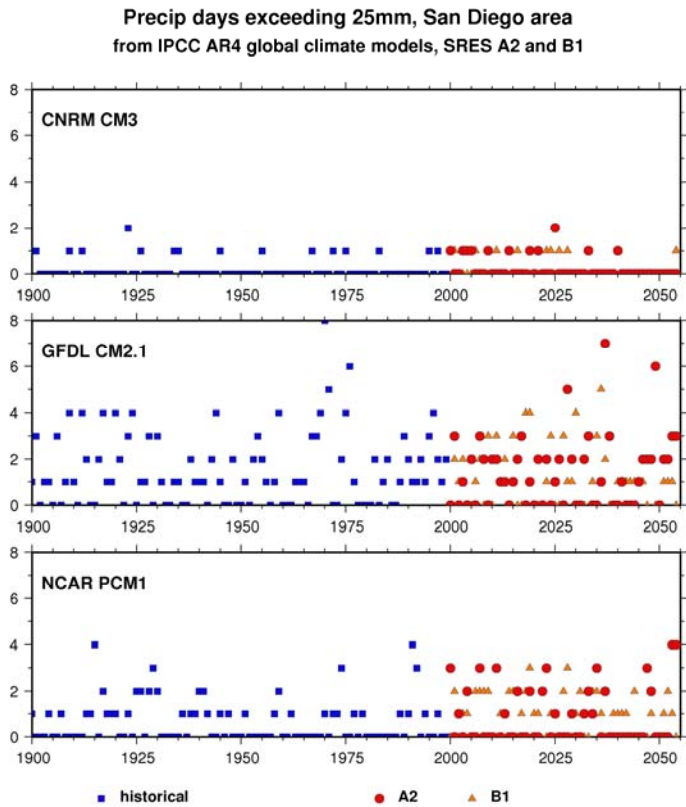 Precip days exceeding 25mm, San Diego area
from IPCC AR4 global climate models, SRES A2 and B1
8
CNRM CM3
6
4
2
0
1900 1925 1950 1975 2000 2025 2050
8
GFDL CM2.1
6
4
2
0
1900 1925 1950 1975 2000 2025 2050
8
NCAR PCM1
6
4
2
0
1900 1925 1950 1975 2000 2025 2050
historical A2 B1